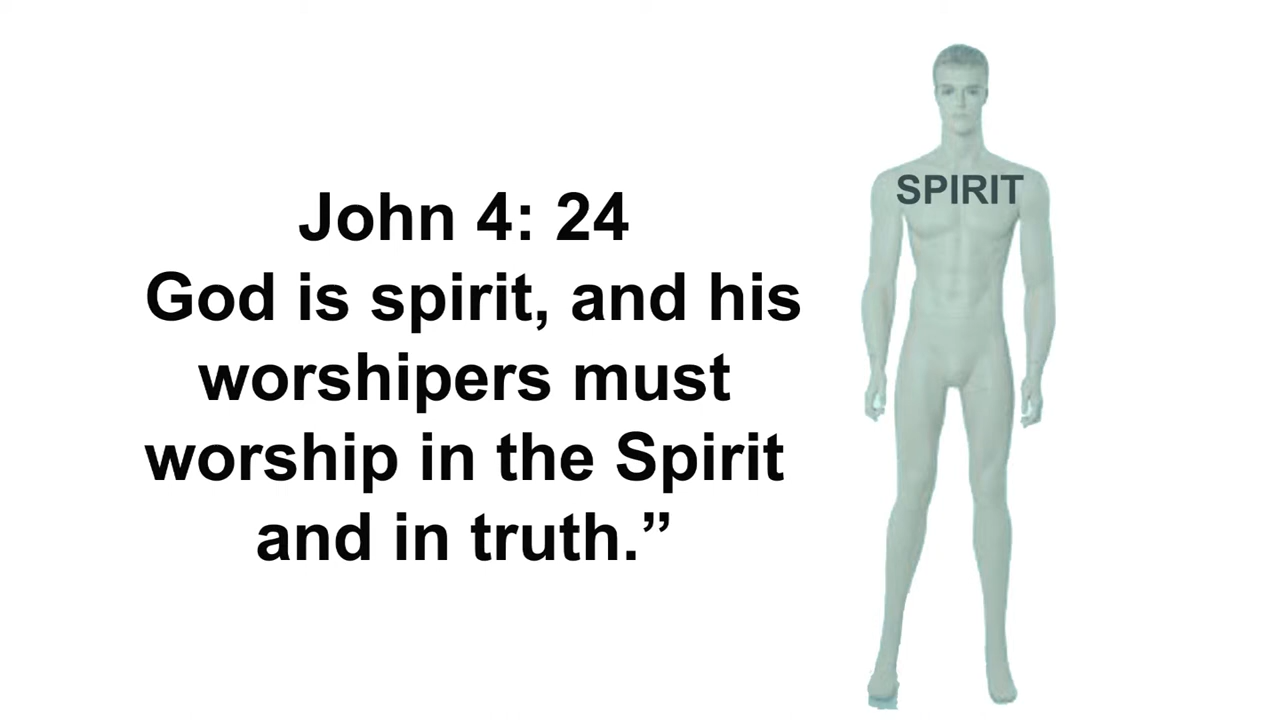 John 4: 24
God is spirit, and his
worshipers must
worship in the Spirit
and in truth.”
SPIRIT